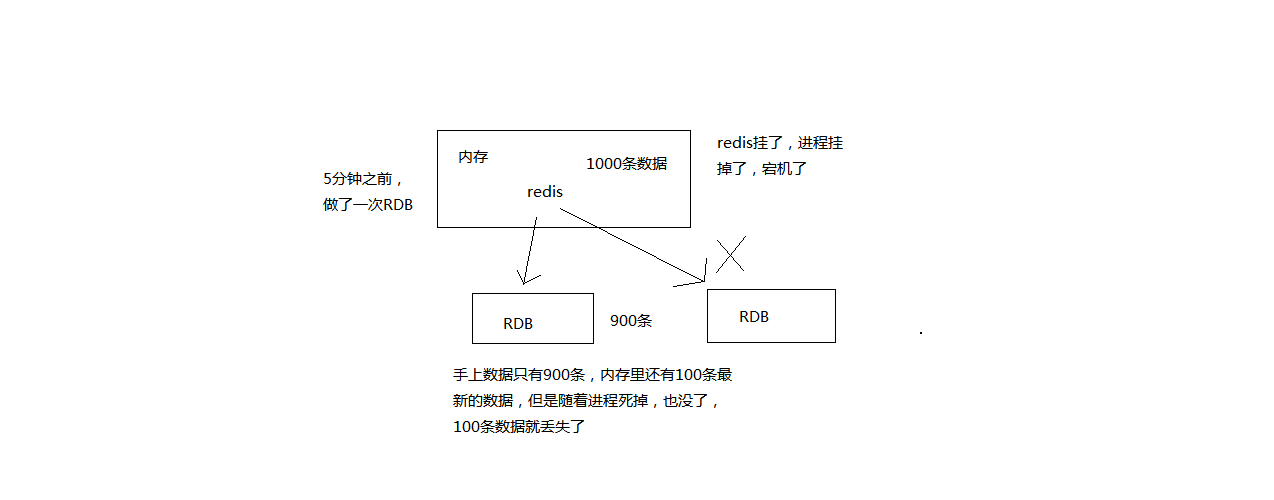 redis挂了，进程挂
掉了，宕机了
内存
1000条数据
5分钟之前，
做了一次RDB
redis
RDB
900条
RDB
手上数据只有900条，内存里还有100条最
新的数据，但是随着进程死掉，也没了，
100条数据就丢失了